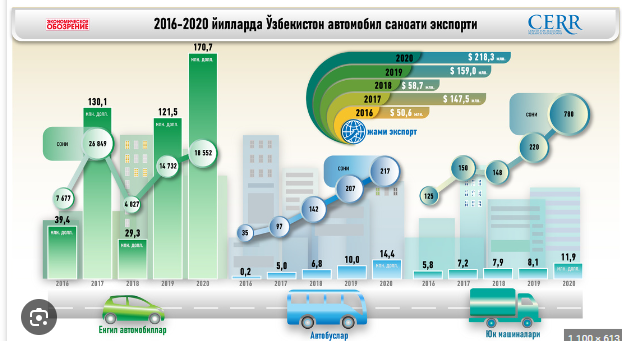 ЭКОНОМИЧЕСКОЕ
ОБОЗРЕНИЕ
2016-2020 йилларда Ўзбекистон автомобил саноати экспорти
CERR
2020 $ 218,3 млн.
2019 $ 159,0 млн.
2018 $ 58,7 млн.
2017 $ 147,5 млн.
2016 $ 50,6 млн.
жами экспорт
СОНИ
7 677
26 849
4 827
14 732
18 552
39,4
МЛН. ДОЛЛ.
130,1
МЛН. ДОЛЛ.
29,3
МЛН. ДОЛЛ.
121,5
МЛН. ДОЛЛ.
170,7
МЛН. ДОЛЛ.
2016 2017 2018 2019 2020
Енгил автомобиллар
СОНИ
35
97
142
207
217
0,2
5,0
6,8
10,0
14,4
МЛН. ДОЛЛ.
2016 2017 2018 2019 2020
Автобуслар
СОНИ
125
150
148
220
780
5,8
7,2
7,9
8,1
11,9
МЛН. ДОЛЛ.
2016 2017 2018 2019 2020
Юк машиналари
1,100 × 613